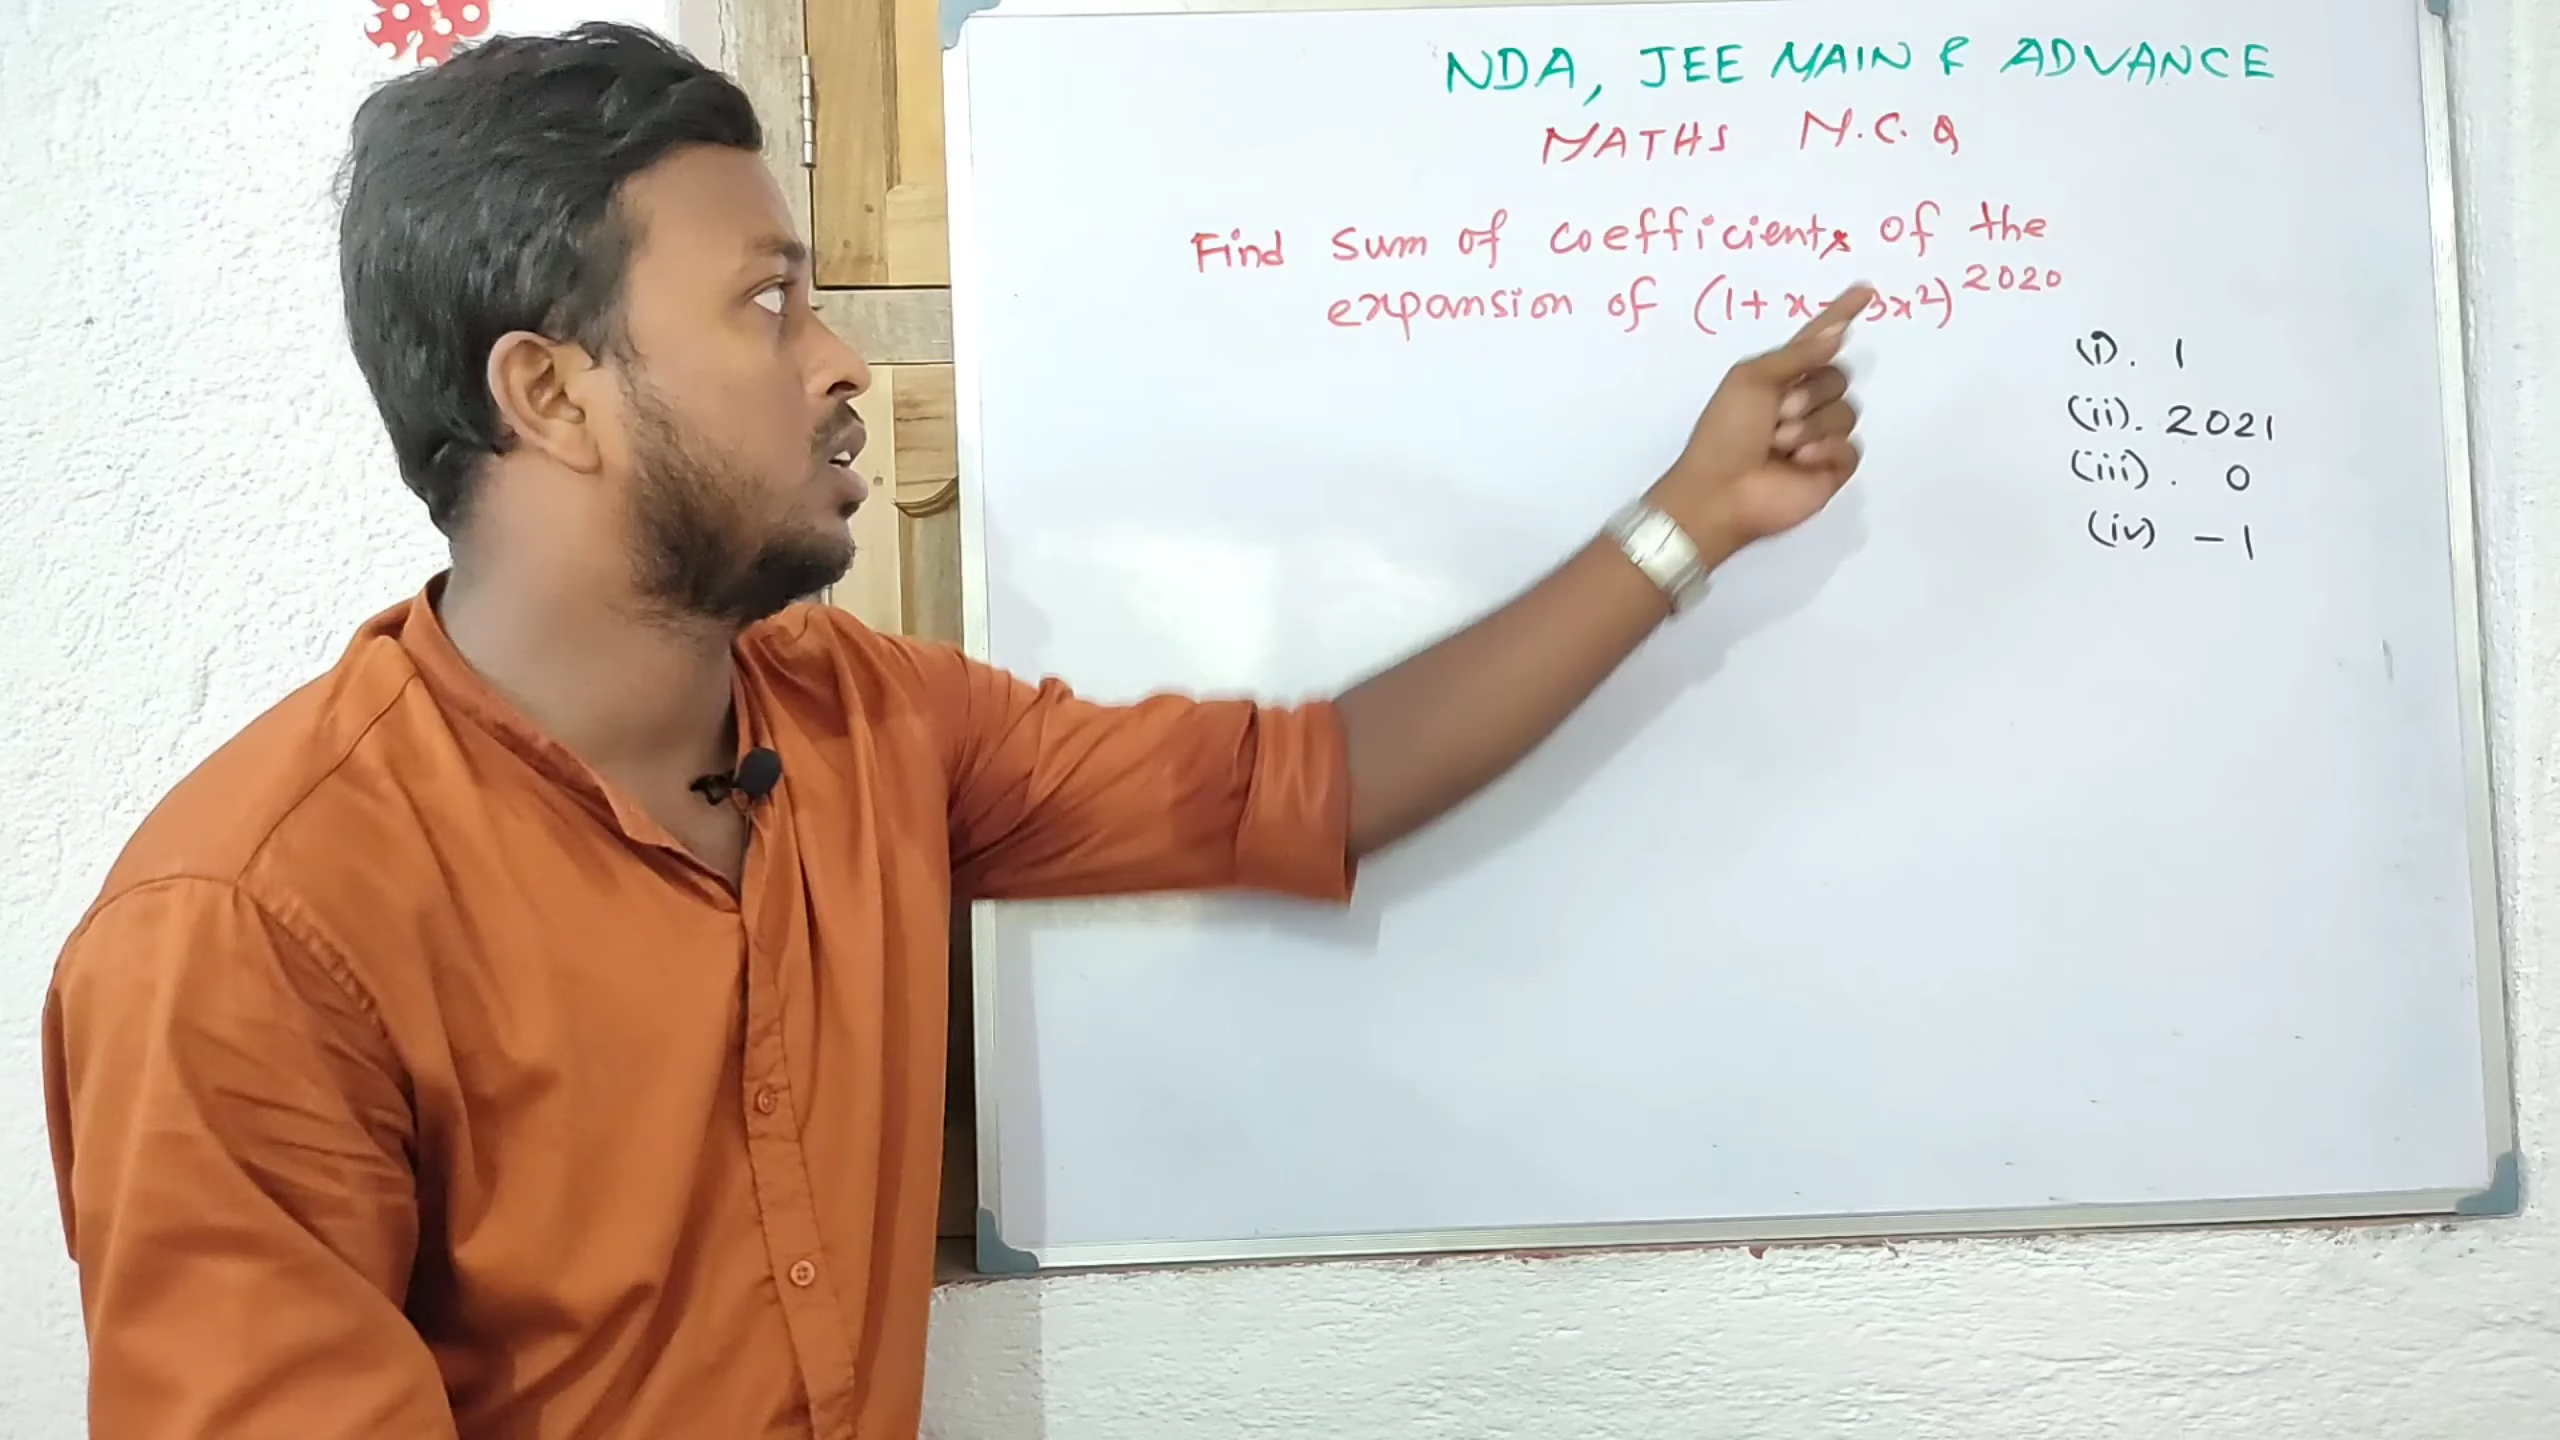 NDA, JEE MAIN & ADVANCE
MATHS M.C.Q
Find sum of coefficients of the
expansion of (1+x-3x²)²⁰²⁰
(i). 1
(ii). 2021
(iii). 0
(iv) -1